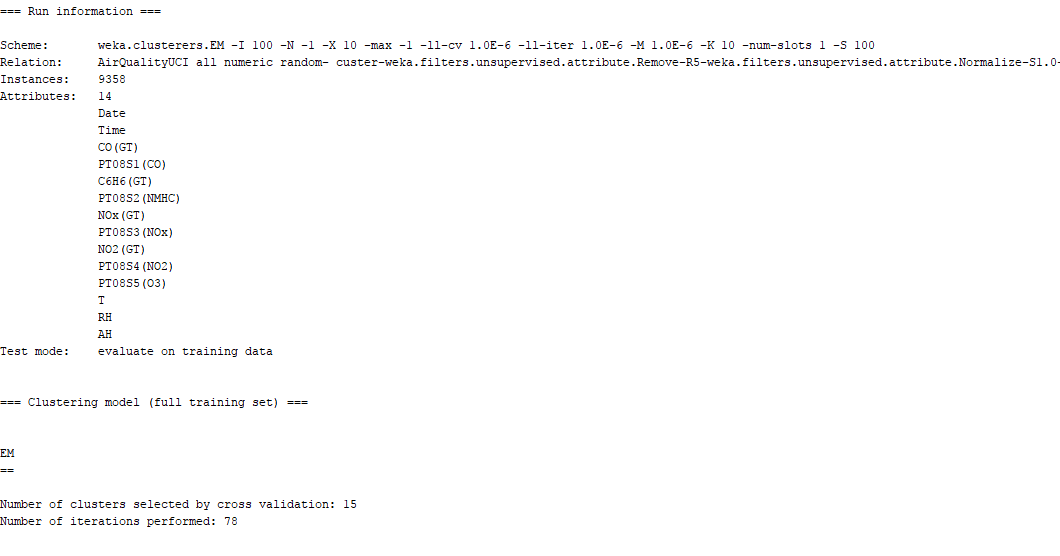 === Run information ===
Scheme: weka.clusterers.EM -I 100 -N -1 -X 10 -max -1 -ll-cv 1.0E-6 -ll-iter 1.0E-6 -M 1.0E-6 -K 10 -num-slots 1 -S 100
Relation: AirQualityUCI all numeric random- custer-weka.filters.unsupervised.attribute.Remove-R5-weka.filters.unsupervised.attribute.Normalize-S1.0-
Instances: 9358
Attributes: 14
Date
Time
CO(GT)
PT08S1(CO)
C6H6(GT)
PT08S2(NMHC)
NOx(GT)
PT08S3(NOx)
NO2(GT)
PT08S4(NO2)
PT08S5(O3)
T
RH
AH
Test mode: evaluate on training data
=== Clustering model (full training set) ===
EM
==
Number of clusters selected by cross validation: 15
Number of iterations performed: 78